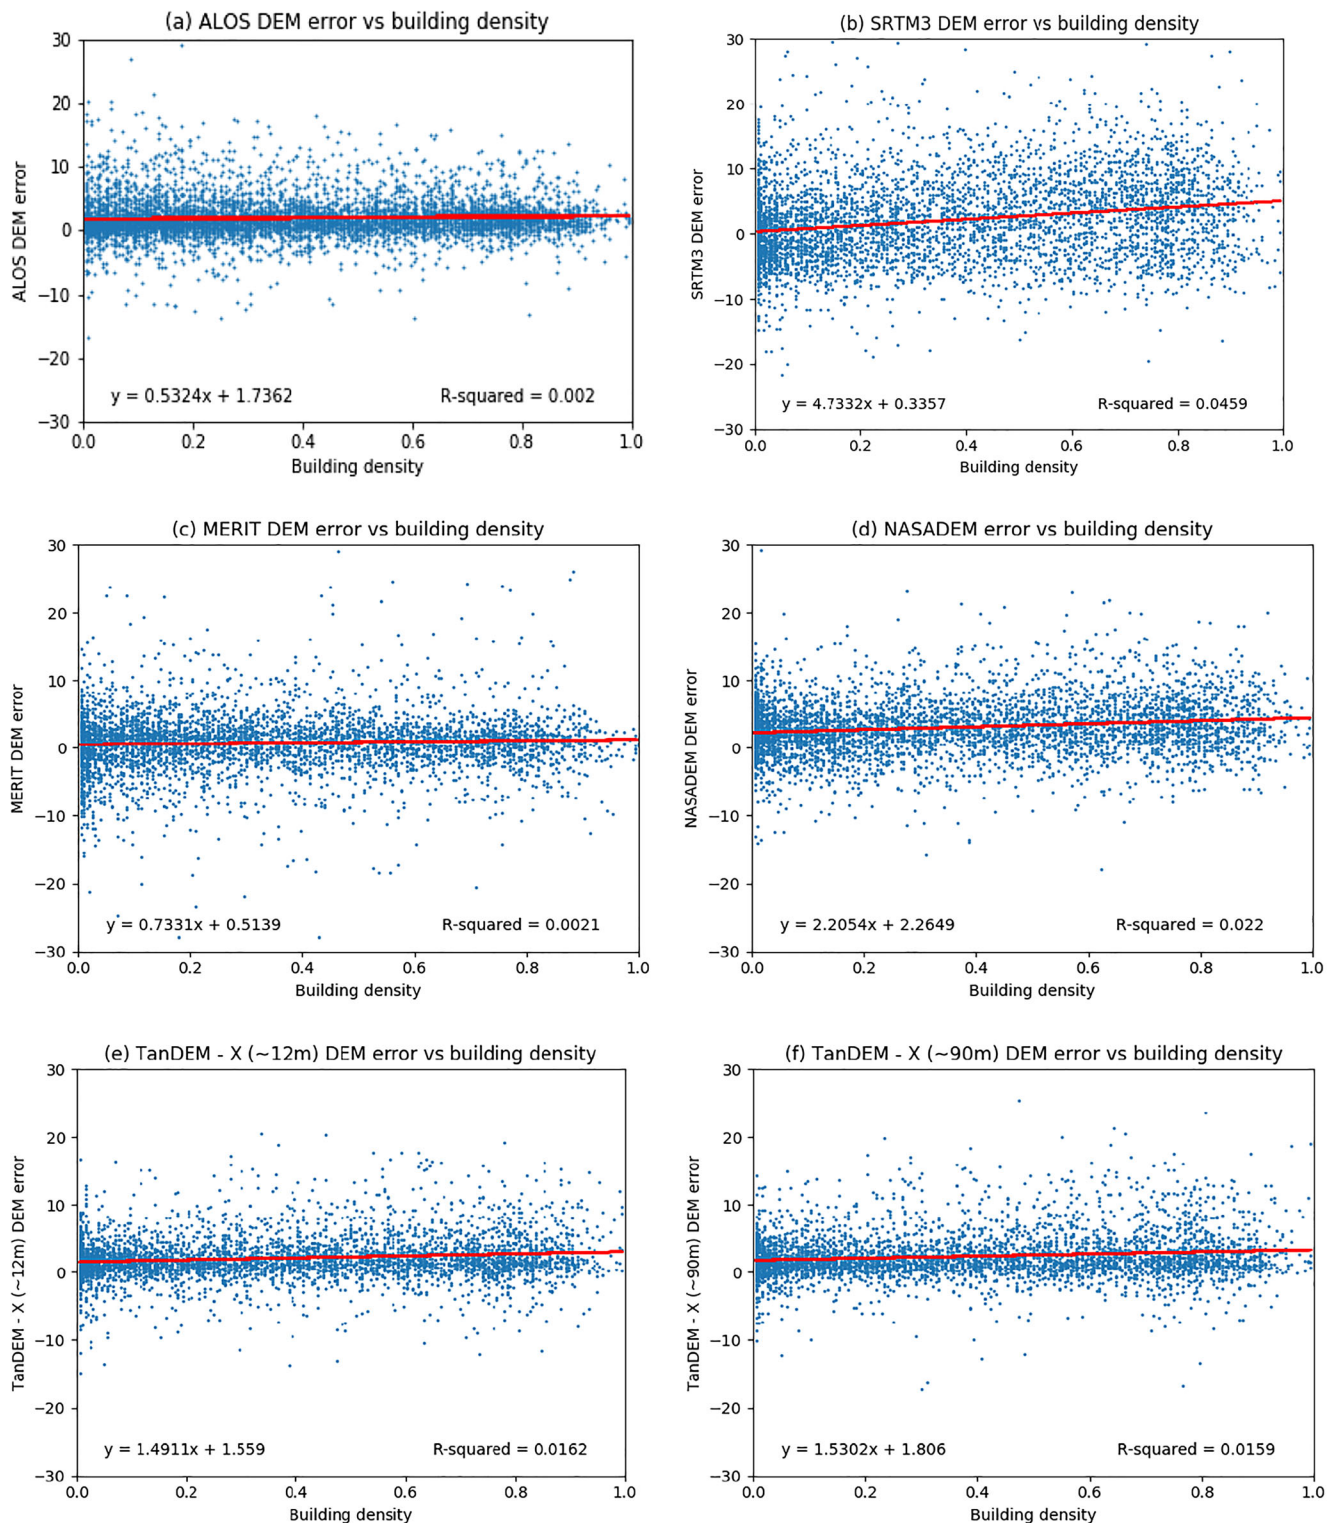 (a) ALOS DEM error vs building density
30
20
10
0
−10
−20
−30
ALOS DEM error
y = 0.5324x + 1.7362
R-squared = 0.002
0.0 0.2 0.4 0.6 0.8 1.0
Building density
(b) SRTM3 DEM error vs building density
30
20
10
0
−10
−20
−30
SRTM3 DEM error
y = 4.7332x + 0.3357
R-squared = 0.0459
0.0 0.2 0.4 0.6 0.8 1.0
Building density
(c) MERIT DEM error vs building density
30
20
10
0
−10
−20
−30
MERIT DEM error
y = 0.7331x + 0.5139
R-squared = 0.0021
0.0 0.2 0.4 0.6 0.8 1.0
Building density
(d) NASADEM error vs building density
30
20
10
0
−10
−20
−30
NASADEM DEM error
y = 2.2054x + 2.2649
R-squared = 0.022
0.0 0.2 0.4 0.6 0.8 1.0
Building density
(e) TanDEM - X (~12m) DEM error vs building density
30
20
10
0
−10
−20
−30
TanDEM - X (~12m) DEM error
y = 1.4911x + 1.559
R-squared = 0.0162
0.0 0.2 0.4 0.6 0.8 1.0
Building density
(f) TanDEM - X (~90m) DEM error vs building density
30
20
10
0
−10
−20
−30
TanDEM - X (~90m) DEM error
y = 1.5302x + 1.806
R-squared = 0.0159
0.0 0.2 0.4 0.6 0.8 1.0
Building density